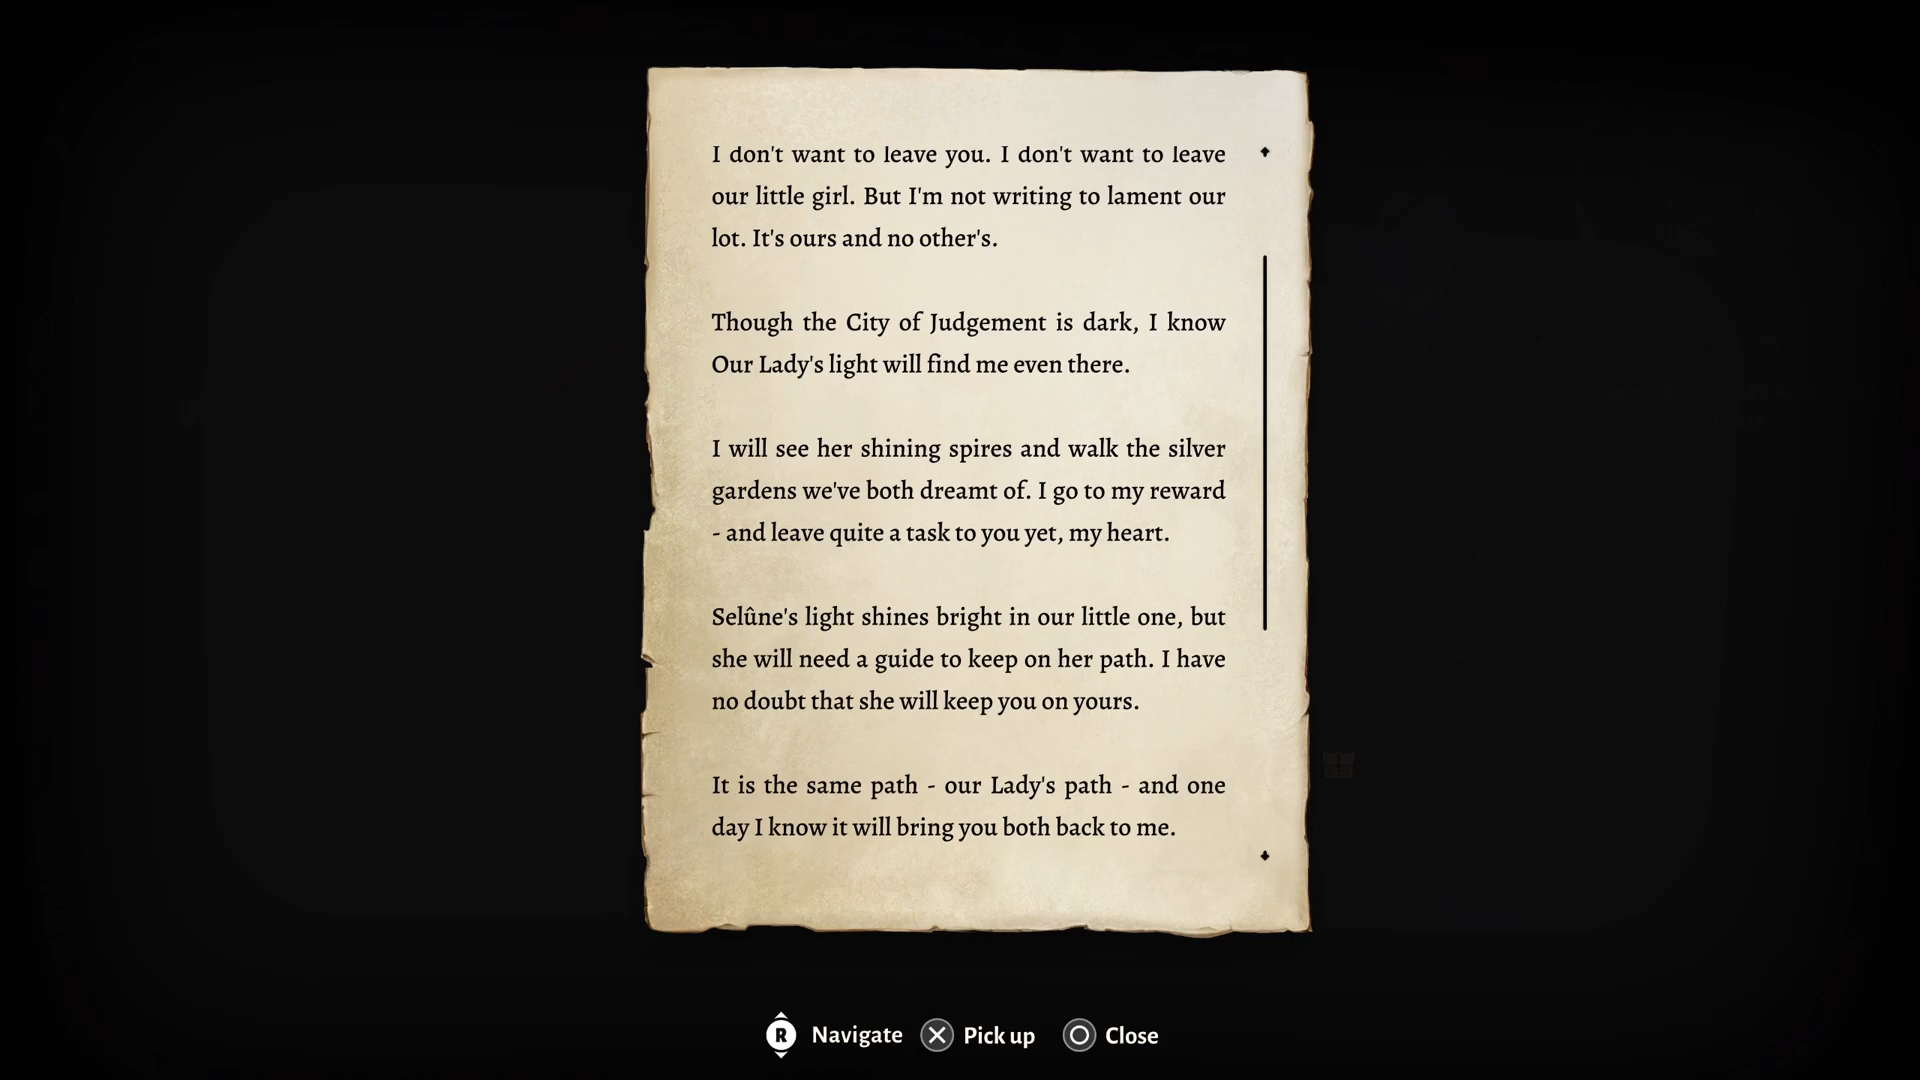 I don't want to leave you. I don't want to leave
our little girl. But I'm not writing to lament our
lot. It's ours and no other's.
Though the City of Judgement is dark, I know
Our Lady's light will find me even there.
I will see her shining spires and walk the silver
gardens we've both dreamt of. I go to my reward
- and leave quite a task to you yet, my heart.
Selûne's light shines bright in our little one, but
she will need a guide to keep on her path. I have
no doubt that she will keep you on yours.
It is the same path - our Lady's path - and one
day I know it will bring you both back to me.
R Navigate Pick up Close